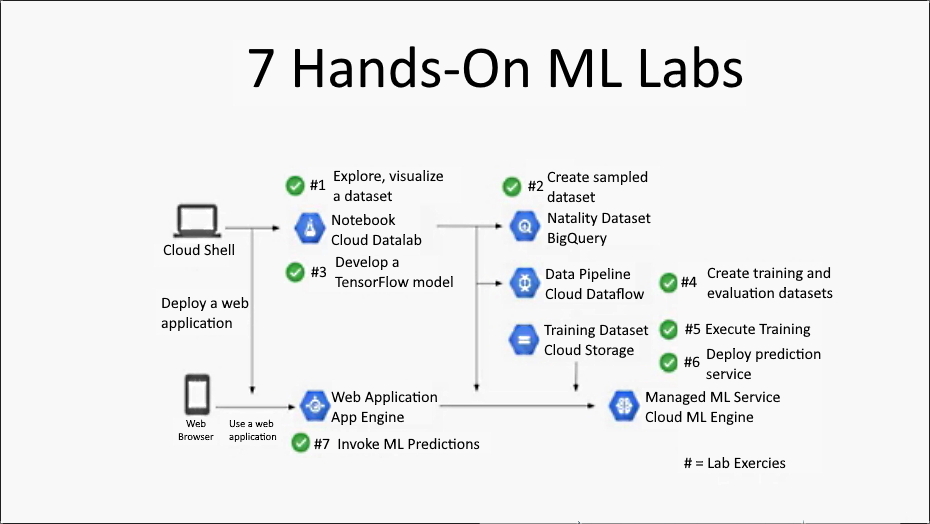 7 Hands-On ML Labs
#1 Explore, visualize
a dataset
#2 Create sampled
dataset
Cloud Shell
Notebook
Cloud Datalab
Natality Dataset
BigQuery
#3 Develop a
TensorFlow model
Data Pipeline
Cloud Dataflow
#4 Create training and
evaluation datasets
Deploy a web
application
Training Dataset
Cloud Storage
#5 Execute Training
#6 Deploy prediction
service
Web
Browser
Use a web
application
Web Application
App Engine
Managed ML Service
Cloud ML Engine
#7 Invoke ML Predictions
# = Lab Exercies